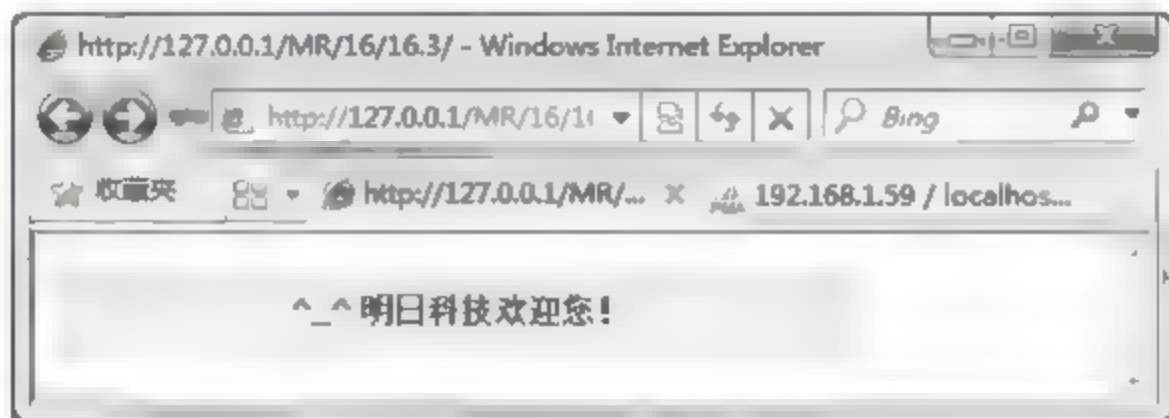 http://127.0.0.1/MR/16/16.3/ - Windows Internet Explorer
http://127.0.0.1/MR/16/1 Bing
收藏夹 http://127.0.0.1/MR/... 192.168.1.59 / localhos...
^_^ 明日科技欢迎您!